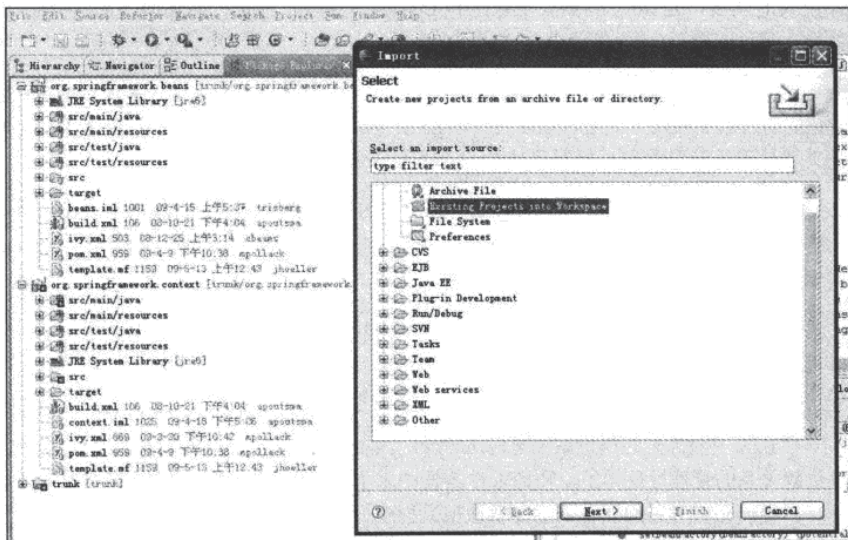 File Edit Source Refactor Navigate Search Project Run Window Help
Hierarchy Navigator Outline
org.springframework.beans [trunk/org.springframework.be
JRE System Library [jre6]
src/main/java
src/main/resources
src/test/java
src/test/resources
src
target
beans.iml 1001 09-4-15 上午5:37 trisberg
build.xml 106 08-10-21 下午4:04
ivy.xml 503 08-12-25 上午3:14 cbeams
pom.xml 959 09-4-9 下午10:38 apollack
template.mf 1153 09-5-13 上午12:43 jhoeller
org.springframework.context [trunk/org.springframework.
src/main/java
src/main/resources
src/test/java
src/test/resources
JRE System Library [jre6]
src
target
build.xml 106 08-10-21 下午4:04
context.iml 1025 09-4-15 下午5:06
ivy.xml 669 09-3-30 下午10:42 apollack
pom.xml 959 09-4-9 下午10:38 apollack
template.mf 1153 09-5-13 上午12:43 jhoeller
trunk [trunk]
Import
Select
Create new projects from an archive file or directory.
Select an import source:
type filter text
Archive File
Existing Projects into Workspace
File System
Preferences
CVS
EJB
Java EE
Plug-in Development
Run/Debug
SVN
Tasks
Team
Web
Web services
XML
Other
< Back
Next >
Finish
Cancel